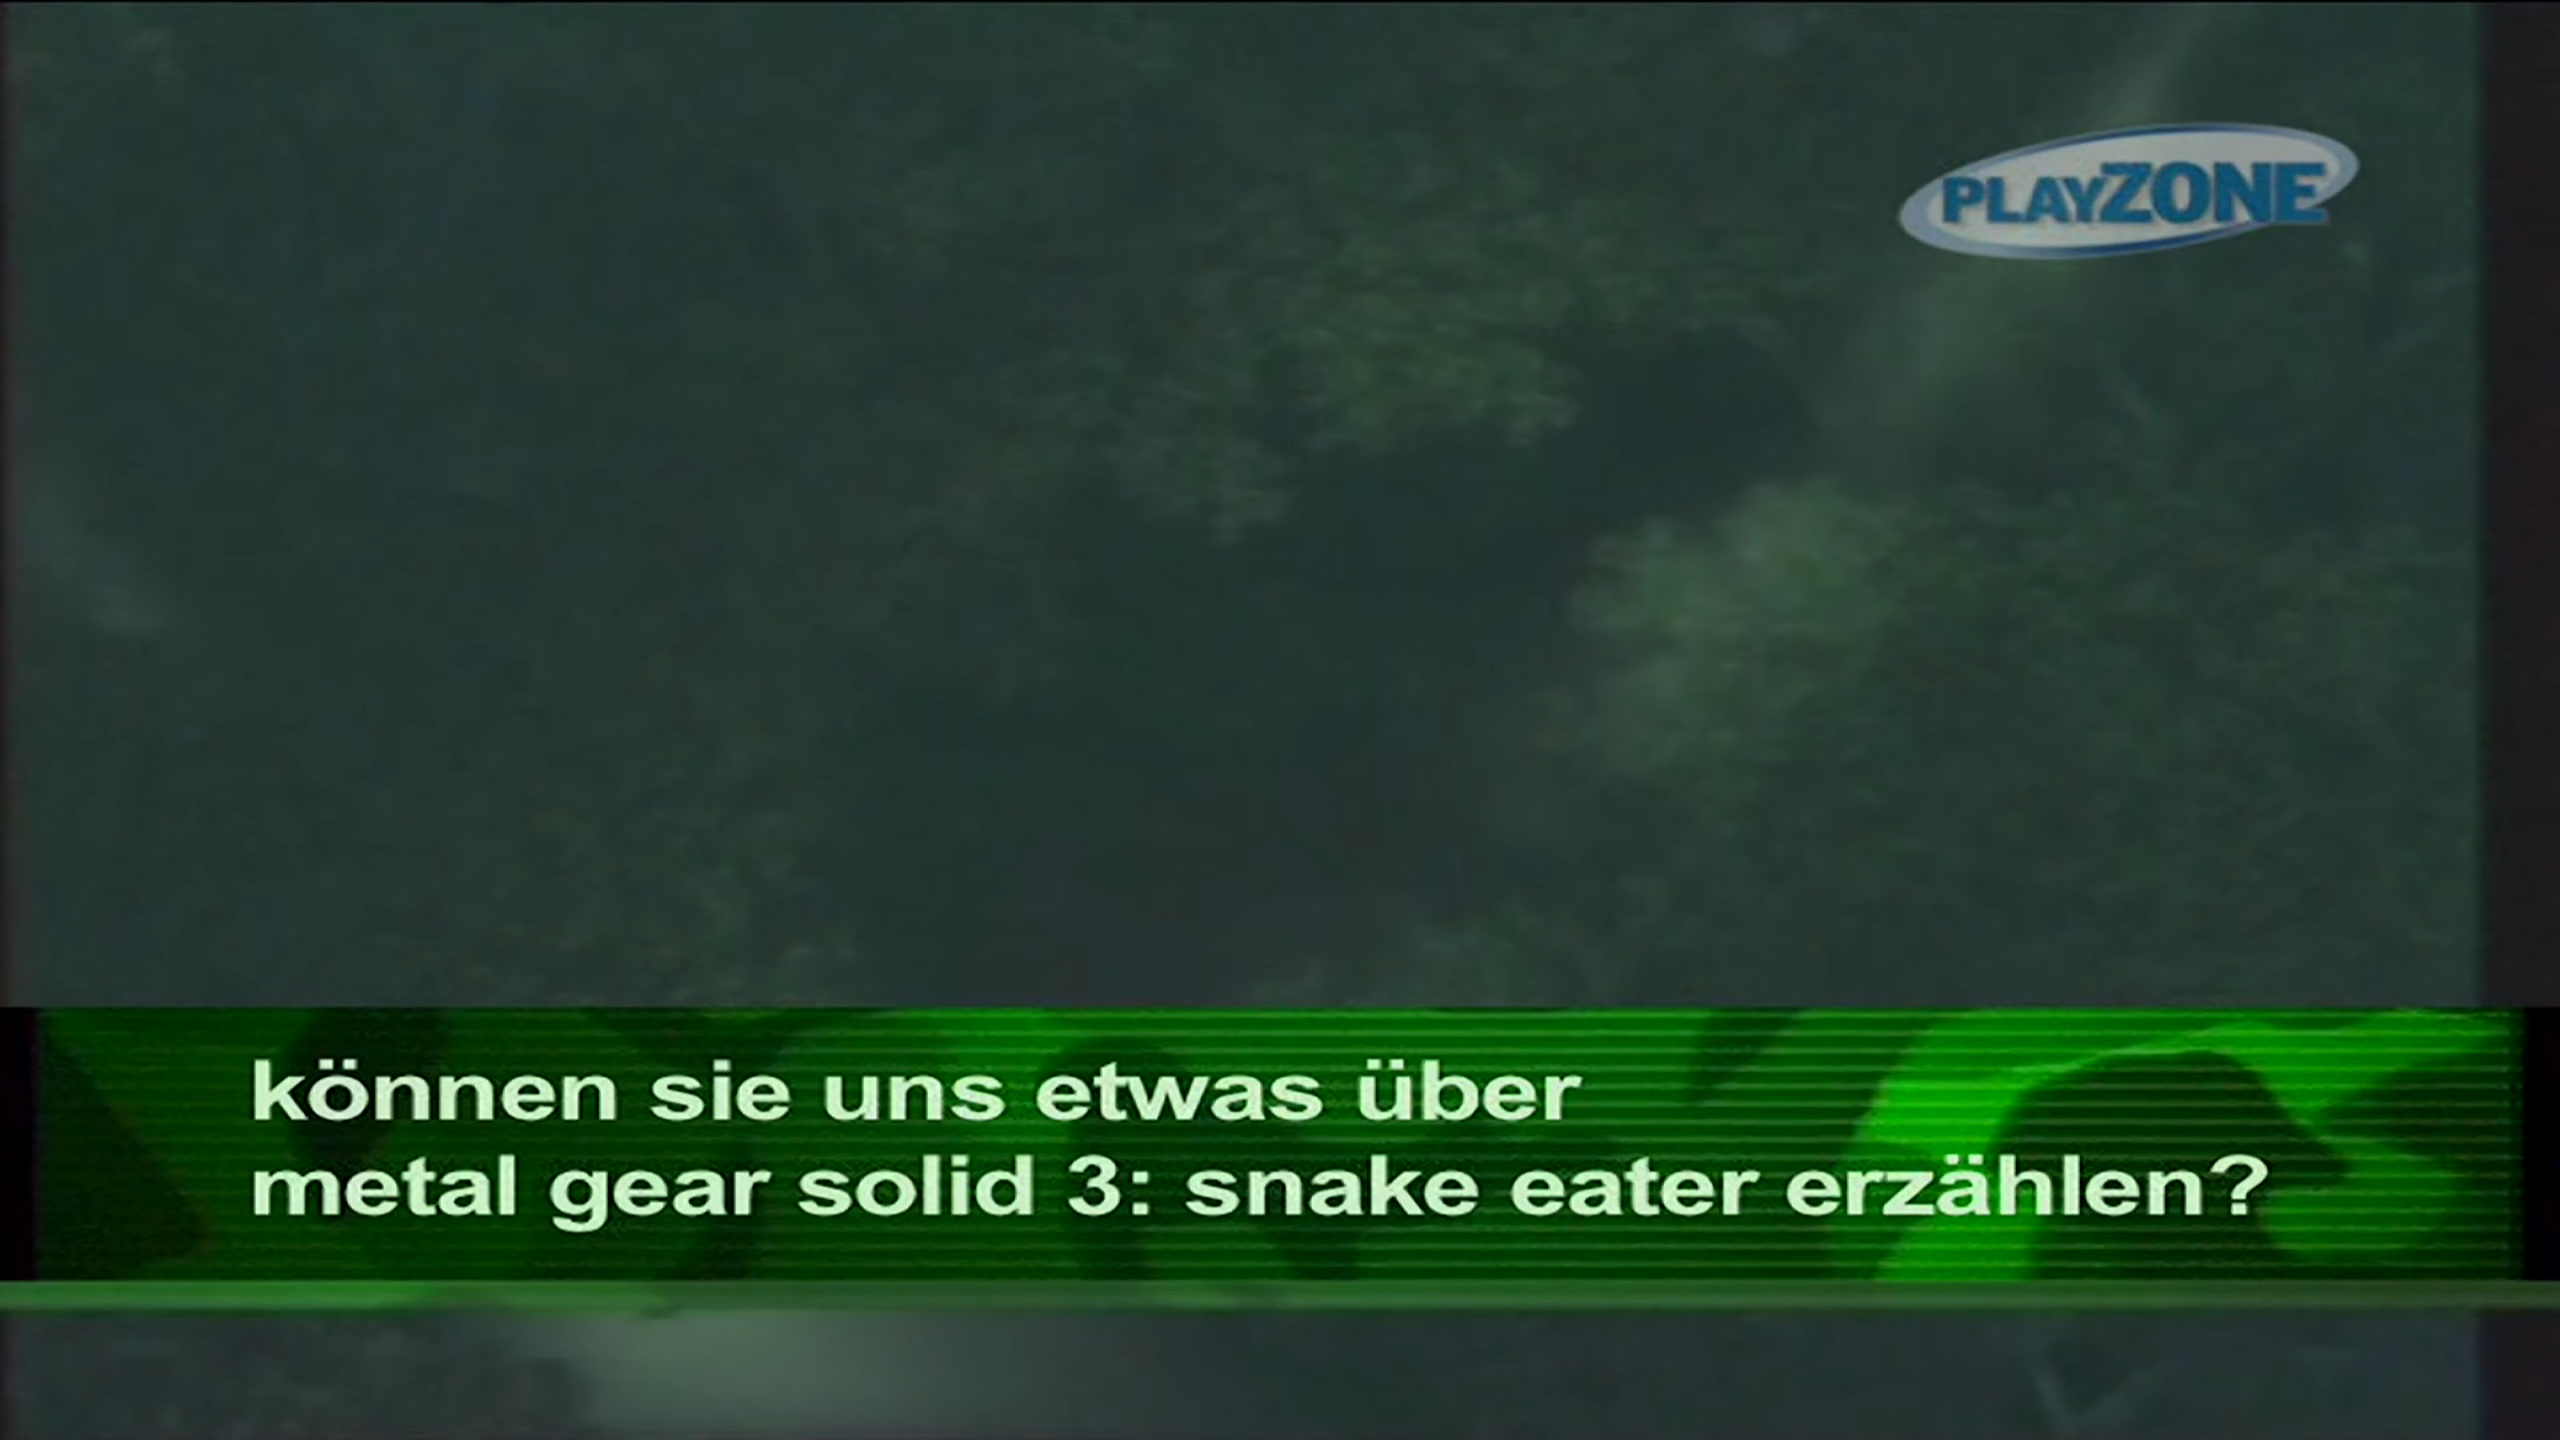 PLAYZONE
können sie uns etwas über
metal gear solid 3: snake eater erzählen?